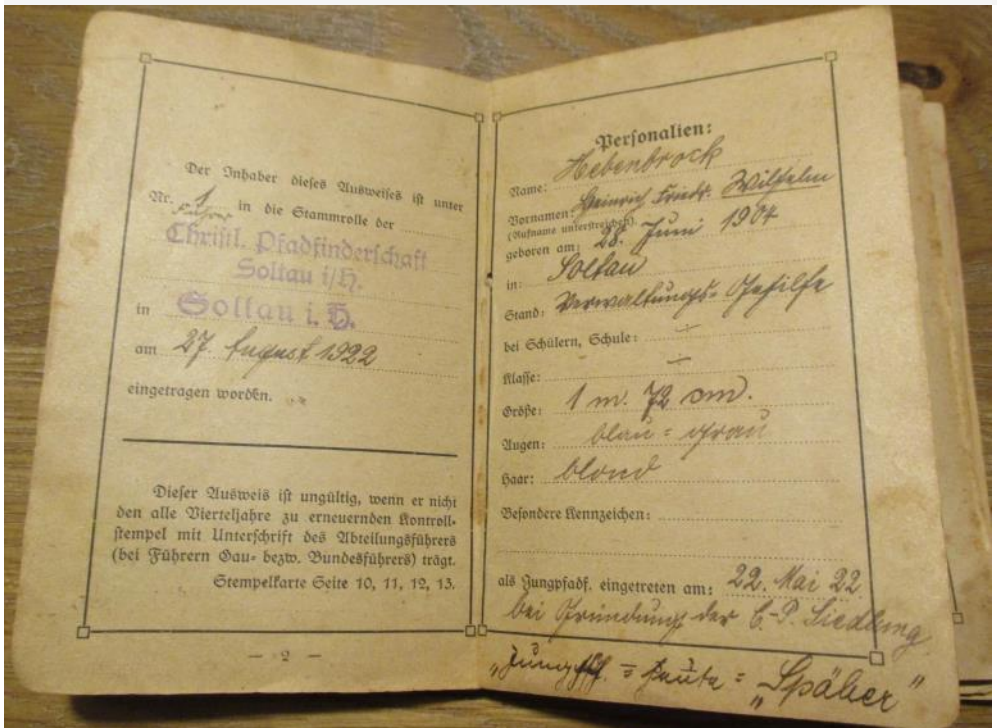 Der Inhaber dieses Ausweises ist unter
Nr. 1 in die Stammrolle der
Führer
Christl. Pfadfinderschaft
Soltau i/H.
in Soltau i. H.
am 27. August 1922
eingetragen worden.
Dieser Ausweis ist ungültig, wenn er nicht
den alle Vierteljahre zu erneuernden Kontroll-
stempel mit Unterschrift des Abteilungsführers
(bei Führern Gau- bezw. Bundesführers) trägt.
Stempelkarte Seite 10, 11, 12, 13.
— 2 —
Personalien:
Name: Hebenbrock
Vornamen: Heinrich Friedr. Wilhelm
(Rufname unterstreichen)
geboren am: 28. Juni 1904
in: Soltau
Stand: Verwaltungs-Gehilfe
bei Schülern, Schule: —
Klasse: —
Größe: 1 m. 72 cm.
Augen: blau-grau
Haar: blond
Besondere Kennzeichen:
als Jungpfadf. eingetreten am: 22. Mai 22
bei Gründung der C.-P. Siedlung
= heute = „Späher"